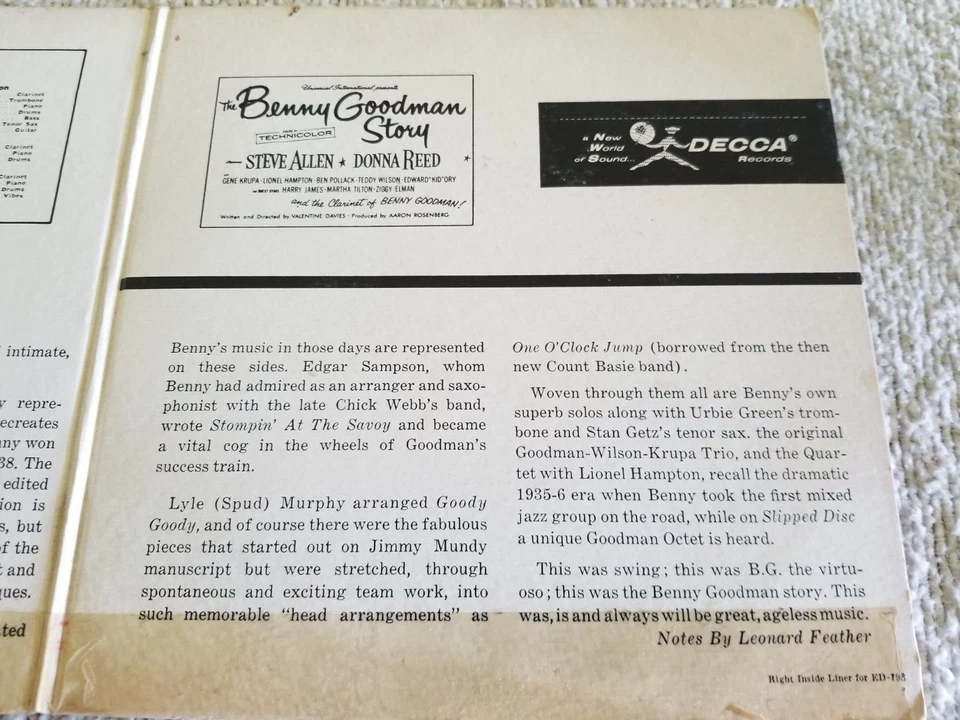 on
Clarinet
Trombone
Piano
Drums
Bass
Tenor Sax
Guitar
Clarinet
Piano
Drums
Clarinet
Piano
Drums
Vibes
intimate,
y repre-
ecreates
ny won
38. The
edited
ion is
s, but
f the
t and
ques.
ted
Universal International presents
The Benny Goodman
Story
TECHNICOLOR
STEVE ALLEN ★ DONNA REED
GENE KRUPA · LIONEL HAMPTON · BEN POLLACK · TEDDY WILSON · EDWARD "KID" ORY
HARRY JAMES · MARTHA TILTON · ZIGGY ELMAN
and the Clarinet of BENNY GOODMAN!
Written and Directed by VALENTINE DAVIES · Produced by AARON ROSENBERG
a New
World
of Sound...
DECCA®
Records
Benny's music in those days are represented
on these sides. Edgar Sampson, whom
Benny had admired as an arranger and saxo-
phonist with the late Chick Webb's band,
wrote Stompin' At The Savoy and became
a vital cog in the wheels of Goodman's
success train.
Lyle (Spud) Murphy arranged Goody
Goody, and of course there were the fabulous
pieces that started out on Jimmy Mundy
manuscript but were stretched, through
spontaneous and exciting team work, into
such memorable "head arrangements" as
One O'Clock Jump (borrowed from the then
new Count Basie band).
Woven through them all are Benny's own
superb solos along with Urbie Green's trom-
bone and Stan Getz's tenor sax. the original
Goodman-Wilson-Krupa Trio, and the Quar-
tet with Lionel Hampton, recall the dramatic
1935-6 era when Benny took the first mixed
jazz group on the road, while on Slipped Disc
a unique Goodman Octet is heard.
This was swing; this was B.G. the virtu-
oso; this was the Benny Goodman story. This
was, is and always will be great, ageless music.
Notes By Leonard Feather
Right Inside Liner for ED-798